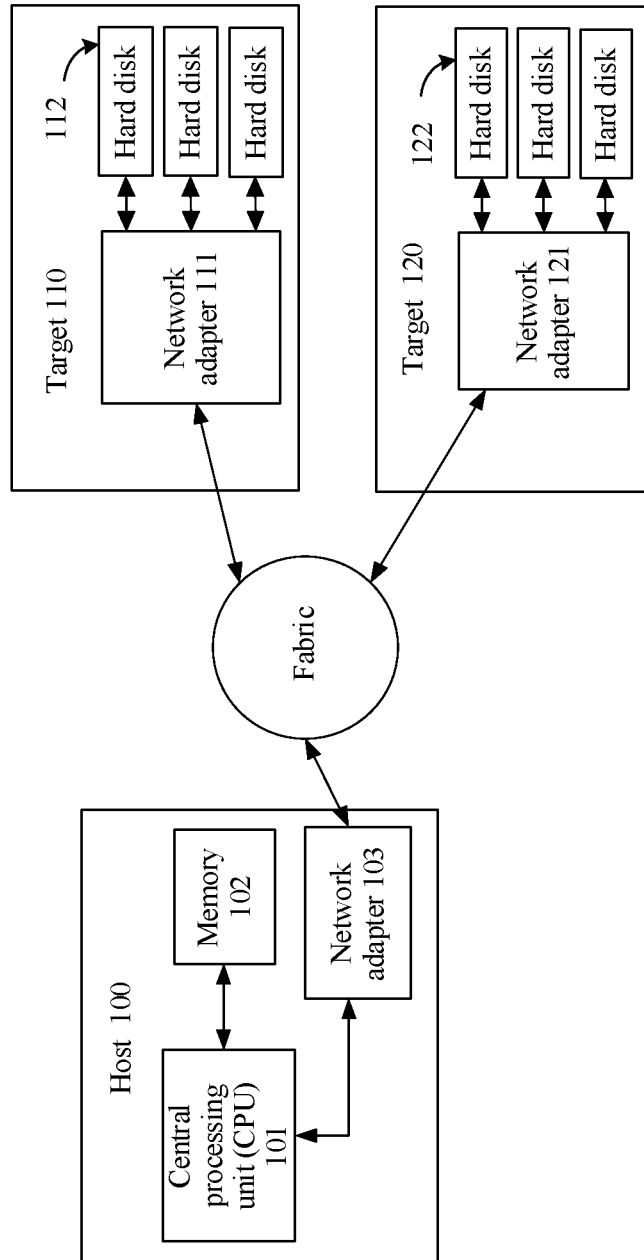 Host 100
Central
processing
unit (CPU)
101
Memory
102
Network
adapter 103
Fabric
Target 110
Network
adapter 111
112
Hard disk
Hard disk
Hard disk
Target 120
Network
adapter 121
122
Hard disk
Hard disk
Hard disk